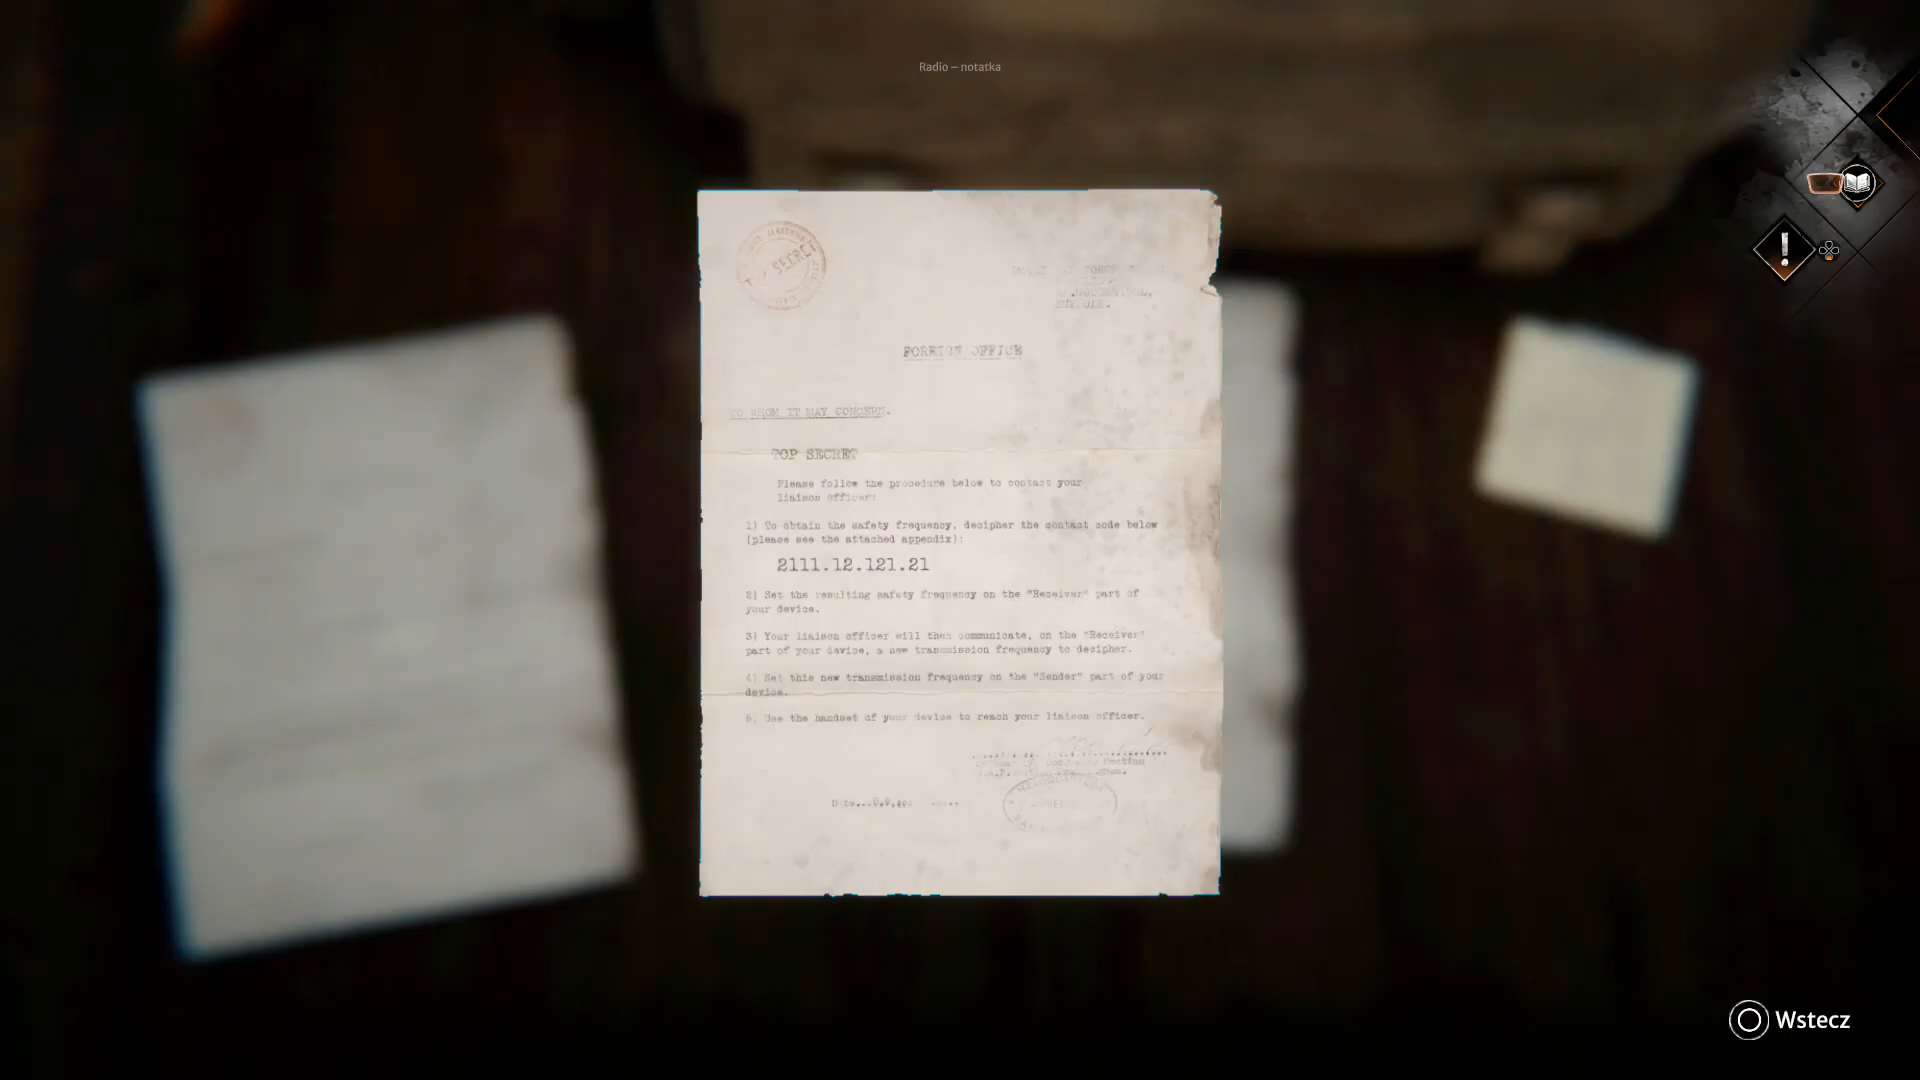 Radio – notatka
TOP SECRET
FOREIGN OFFICE
TO WHOM IT MAY CONCERN.
TOP SECRET
Please follow the procedure below to contact your
liaison officer:
1) To obtain the safety frequency, decipher the contact code below
(please see the attached appendix):
2111.12.121.21
2) Set the resulting safety frequency on the "Receiver" part of
your device.
3) Your liaison officer will then communicate, on the "Receiver"
part of your device, a new transmission frequency to decipher.
4) Set this new transmission frequency on the "Sender" part of your
device.
5. Use the handset of your device to reach your liaison officer.
Section
Date
Wstecz